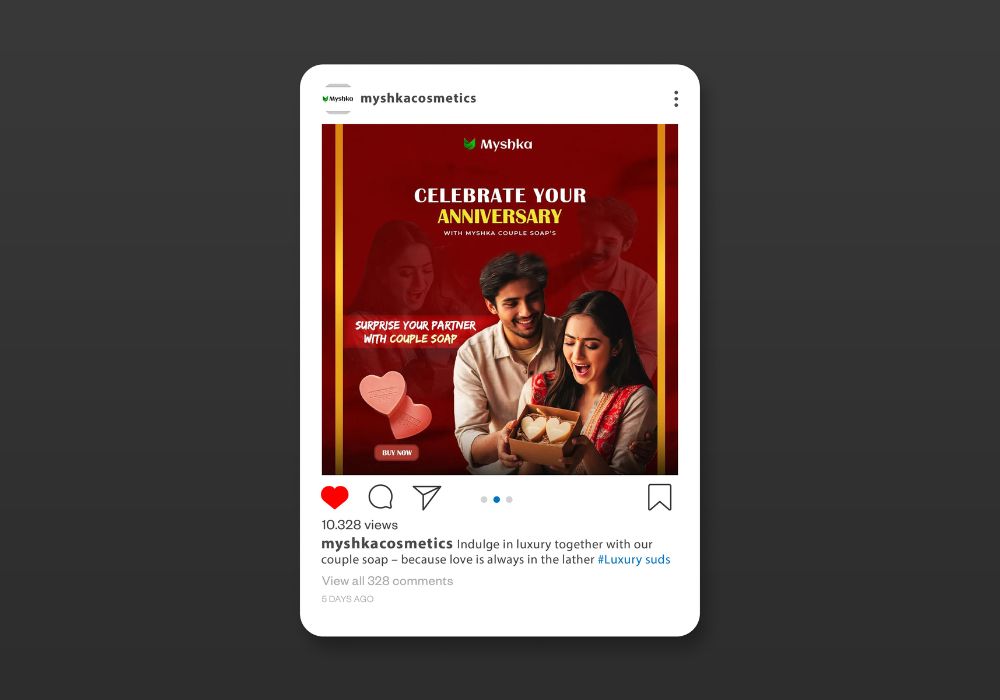 Myshka
myshkacosmetics
Myshka
CELEBRATE YOUR
ANNIVERSARY
WITH MYSHKA COUPLE SOAP'S
SURPRISE YOUR PARTNER
WITH COUPLE SOAP
BUY NOW
10.328 views
myshkacosmetics Indulge in luxury together with our
couple soap – because love is always in the lather #Luxury suds
View all 328 comments
5 DAYS AGO